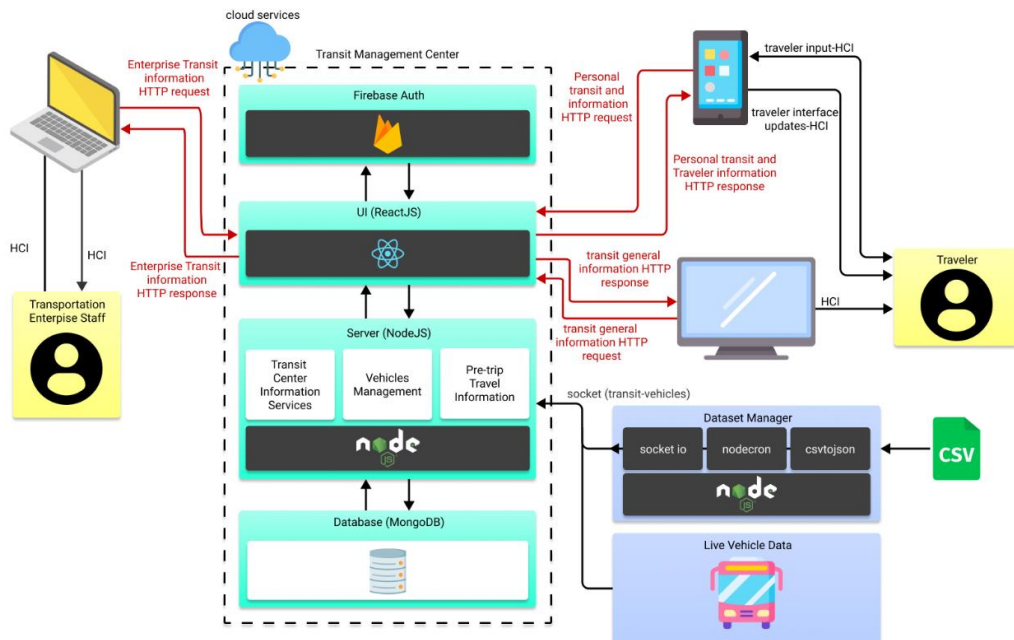 cloud services
Transit Management Center
Enterprise Transit
information
HTTP request
Firebase Auth
Personal
transit and
information
HTTP request
traveler input-HCI
traveler interface
updates-HCI
Personal transit and
Traveler information
HTTP response
UI (ReactJS)
HCI
HCI
Enterprise Transit
information
HTTP response
transit general
information HTTP
response
Traveler
HCI
Transportation
Enterpise Staff
Server (NodeJS)
transit general
information HTTP
request
Transit
Center
Information
Services
Vehicles
Management
Pre-trip
Travel
Information
node
JS
socket (transit-vehicles)
Dataset Manager
socket io
nodecron
csvtojson
node
JS
CSV
Database (MongoDB)
Live Vehicle Data